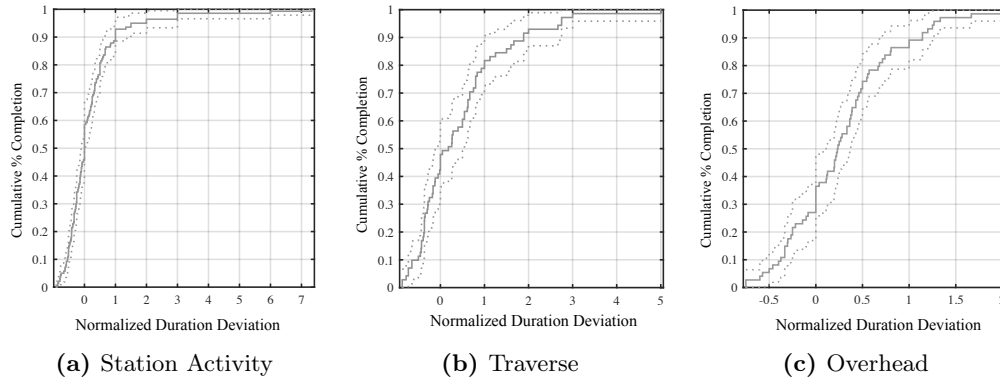 Cumulative % Completion
1
0.9
0.8
0.7
0.6
0.5
0.4
0.3
0.2
0.1
0
0 1 2 3 4 5 6 7
Normalized Duration Deviation
(a) Station Activity
Cumulative % Completion
1
0.9
0.8
0.7
0.6
0.5
0.4
0.3
0.2
0.1
0
0 1 2 3 4 5
Normalized Duration Deviation
(b) Traverse
Cumulative % Completion
1
0.9
0.8
0.7
0.6
0.5
0.4
0.3
0.2
0.1
0
-0.5 0 0.5 1 1.5
Normalized Duration Deviation
(c) Overhead